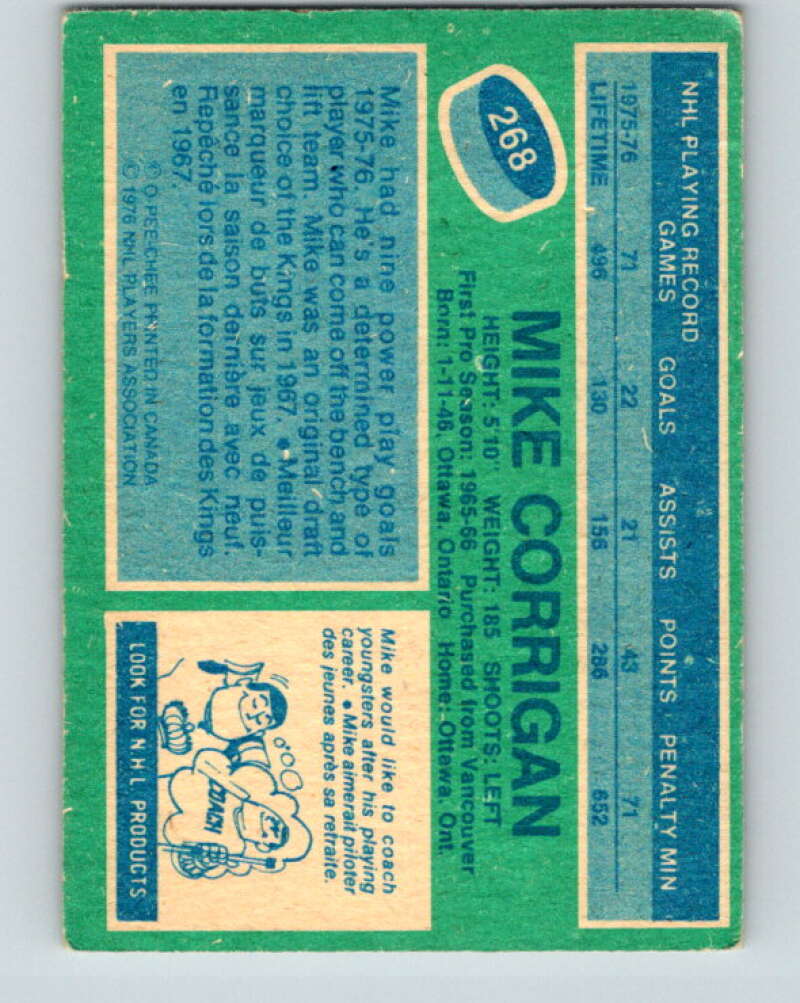 NHL PLAYING RECORD
GAMES GOALS ASSISTS POINTS PENALTY MIN
1975-76 71 22 21 43 71
LIFETIME 496 130 156 286 652
268
MIKE CORRIGAN
HEIGHT: 5'10" WEIGHT: 185 SHOOTS: LEFT
First Pro Season: 1965-66 Purchased from Vancouver
Born: 1-11-46, Ottawa, Ontario Home: Ottawa, Ont.
Mike had nine power play goals
1975-76. He's a determined type of
player who can come off the bench and
lift team. Mike was an original draft
choice of the Kings in 1967. • Meilleur
marqueur de buts sur jeux de puis-
sance la saison dernière avec neuf.
Repêché lors de la formation des Kings
en 1967.
© O-PEE-CHEE PRINTED IN CANADA
© 1976 NHL PLAYERS ASSOCIATION
Mike would like to coach
youngsters after his playing
career. • Mike aimerait piloter
des jeunes après sa retraite.
COACH
LOOK FOR N.H.L. PRODUCTS